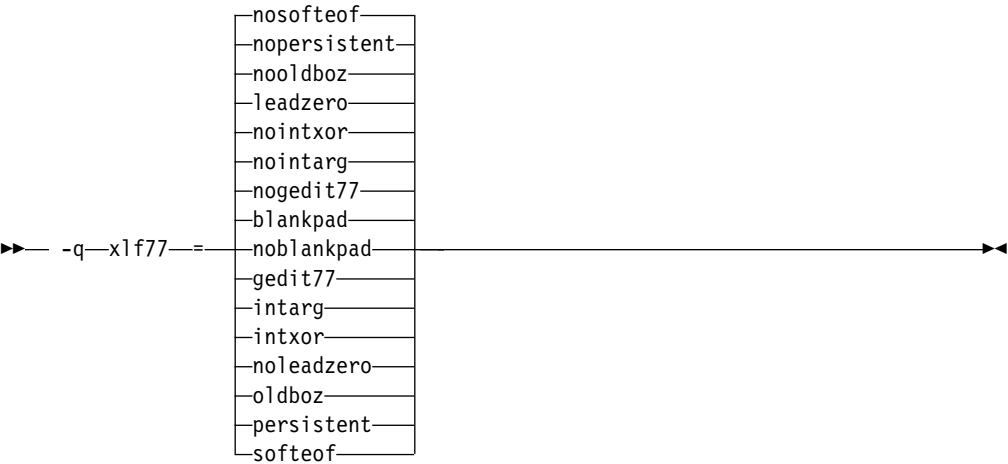 nosofteof
nopersistent
nooldboz
leadzero
nointxor
nointarg
nogedit77
blankpad
-q xlf77 = noblankpad
gedit77
intarg
intxor
noleadzero
oldboz
persistent
softeof